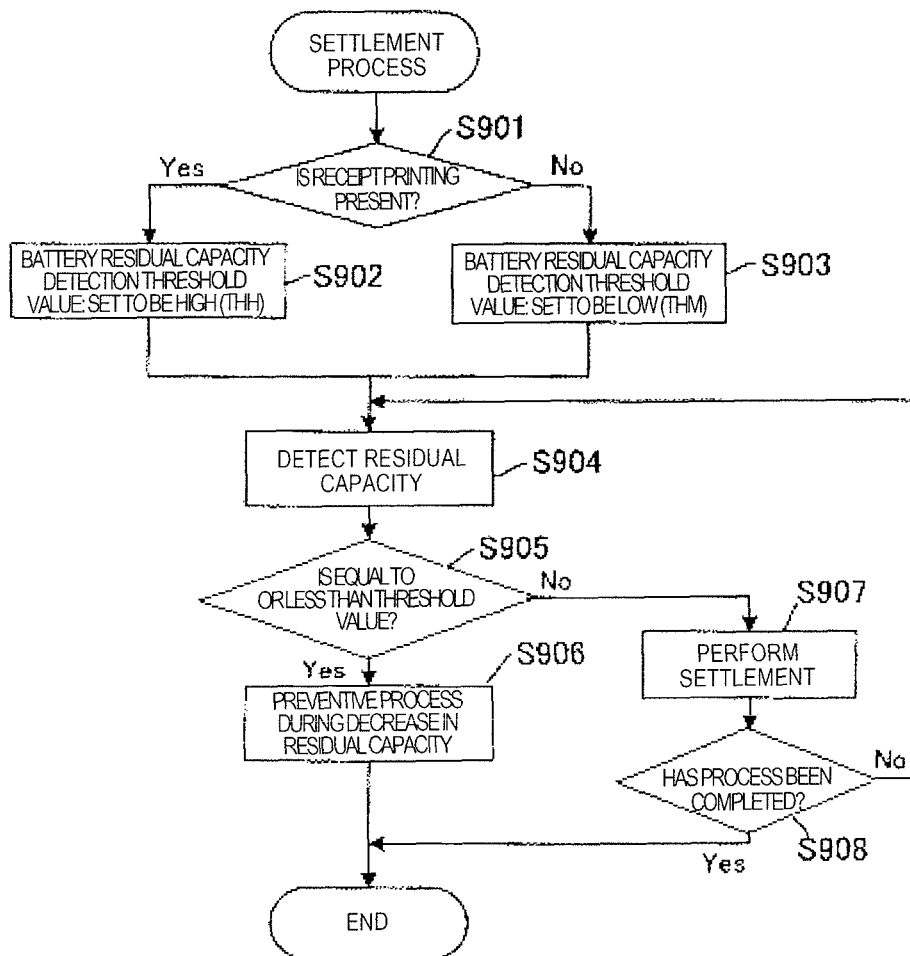 SETTLEMENT
PROCESS
S901
Yes
No
IS RECEIPT PRINTING
PRESENT?
BATTERY RESIDUAL CAPACITY
DETECTION THRESHOLD
VALUE: SET TO BE HIGH (THH)
S902
BATTERY RESIDUAL CAPACITY
DETECTION THRESHOLD
VALUE: SET TO BE LOW (THM)
S903
DETECT RESIDUAL
CAPACITY
S904
S905
IS EQUAL TO
OR LESS THAN THRESHOLD
VALUE?
No
Yes
S906
PREVENTIVE PROCESS
DURING DECREASE IN
RESIDUAL CAPACITY
S907
PERFORM
SETTLEMENT
No
HAS PROCESS BEEN
COMPLETED?
S908
Yes
END